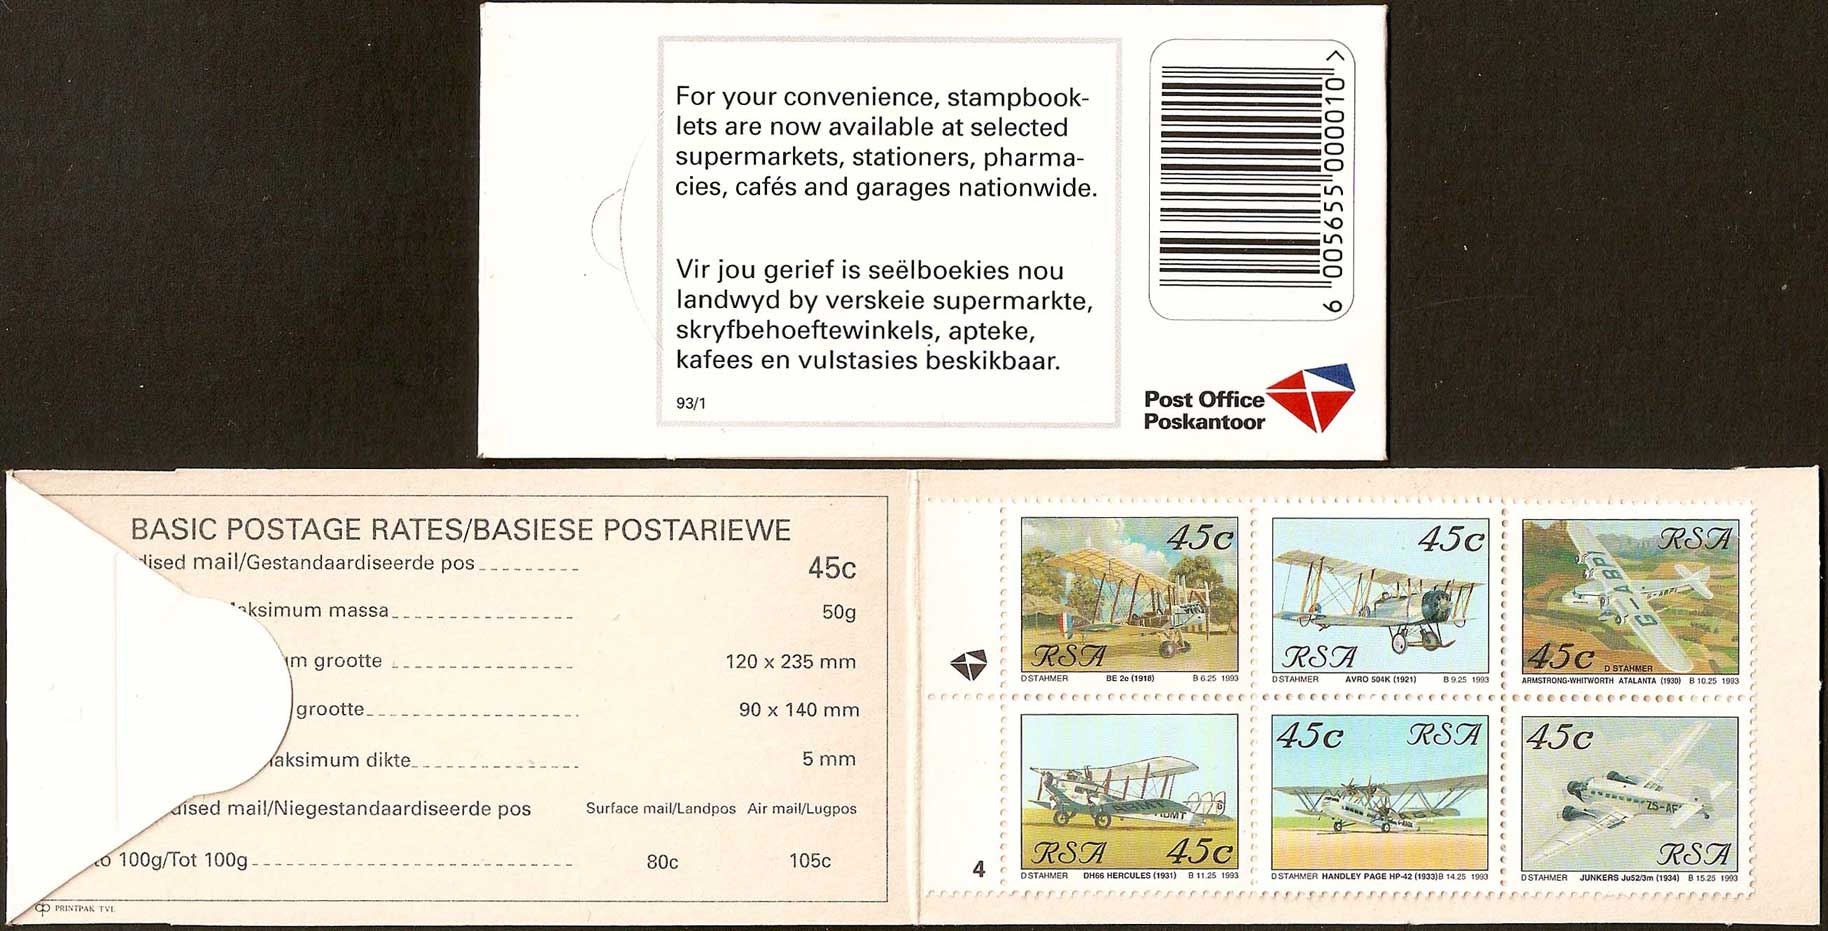 For your convenience, stampbook-
lets are now available at selected
supermarkets, stationers, pharma-
cies, cafés and garages nationwide.
Vir jou gerief is seëlboekies nou
landwyd by verskeie supermarkte,
skryfbehoeftewinkels, apteke,
kafees en vulstasies beskikbaar.
93/1
6 005655 000010 >
Post Office
Poskantoor
BASIC POSTAGE RATES/BASIESE POSTARIEWE
dised mail/Gestandaardiseerde pos 45c
aksimum massa 50g
m grootte 120 x 235 mm
grootte 90 x 140 mm
aksimum dikte 5 mm
dised mail/Niegestandaardiseerde pos Surface mail/Landpos Air mail/Lugpos
to 100g/Tot 100g 80c 105c
PRINTPAK TVL
45c
RSA
D STAHMER BE 2e (1918) B 6.25 1993
45c
RSA
D STAHMER AVRO 504K (1921) B 9.25 1993
RSA
G-ABPI
45c D STAHMER
ARMSTRONG-WHITWORTH ATALANTA (1930) B 10.25 1993
4
RSA 45c
D STAHMER DH66 HERCULES (1931) B 11.25 1993
45c RSA
D STAHMER HANDLEY PAGE HP-42 (1933) B 14.25 1993
45c
ZS-AF
RSA
D STAHMER JUNKERS Ju52/3m (1934) B 15.25 1993